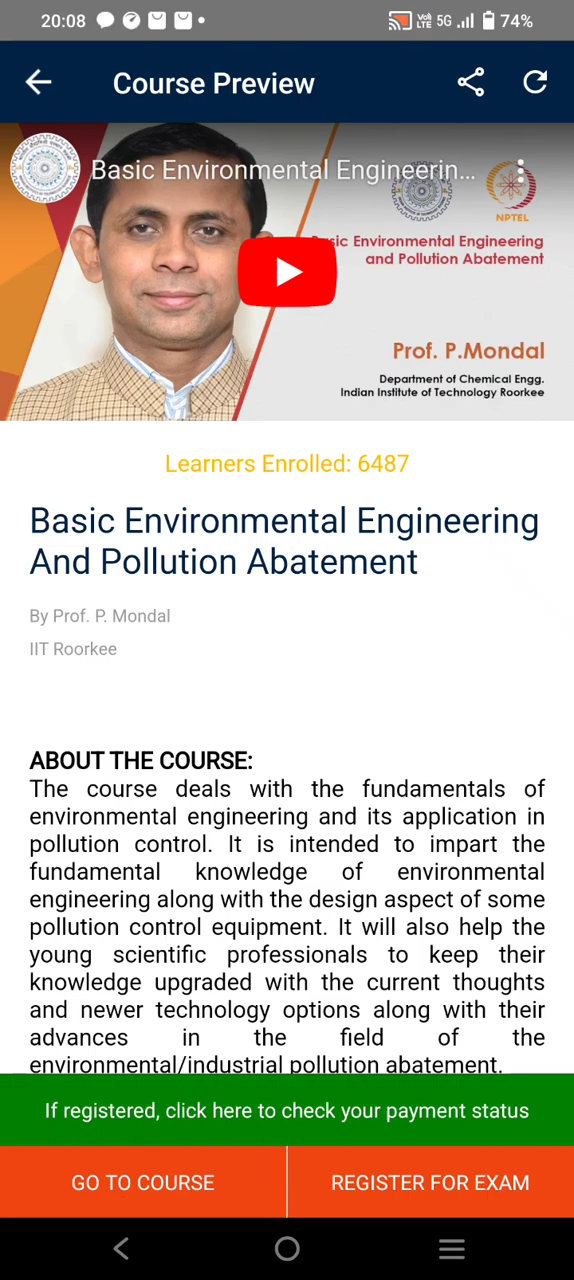 20:08
Vo)
LTE 5G 74%
Course Preview
Basic Environmental Engineerin...
NPTEL
Basic Environmental Engineering
and Pollution Abatement
Prof. P.Mondal
Department of Chemical Engg.
Indian Institute of Technology Roorkee
Learners Enrolled: 6487
Basic Environmental Engineering
And Pollution Abatement
By Prof. P. Mondal
IIT Roorkee
ABOUT THE COURSE:
The course deals with the fundamentals of
environmental engineering and its application in
pollution control. It is intended to impart the
fundamental knowledge of environmental
engineering along with the design aspect of some
pollution control equipment. It will also help the
young scientific professionals to keep their
knowledge upgraded with the current thoughts
and newer technology options along with their
advances in the field of the
environmental/industrial pollution abatement.
If registered, click here to check your payment status
GO TO COURSE
REGISTER FOR EXAM